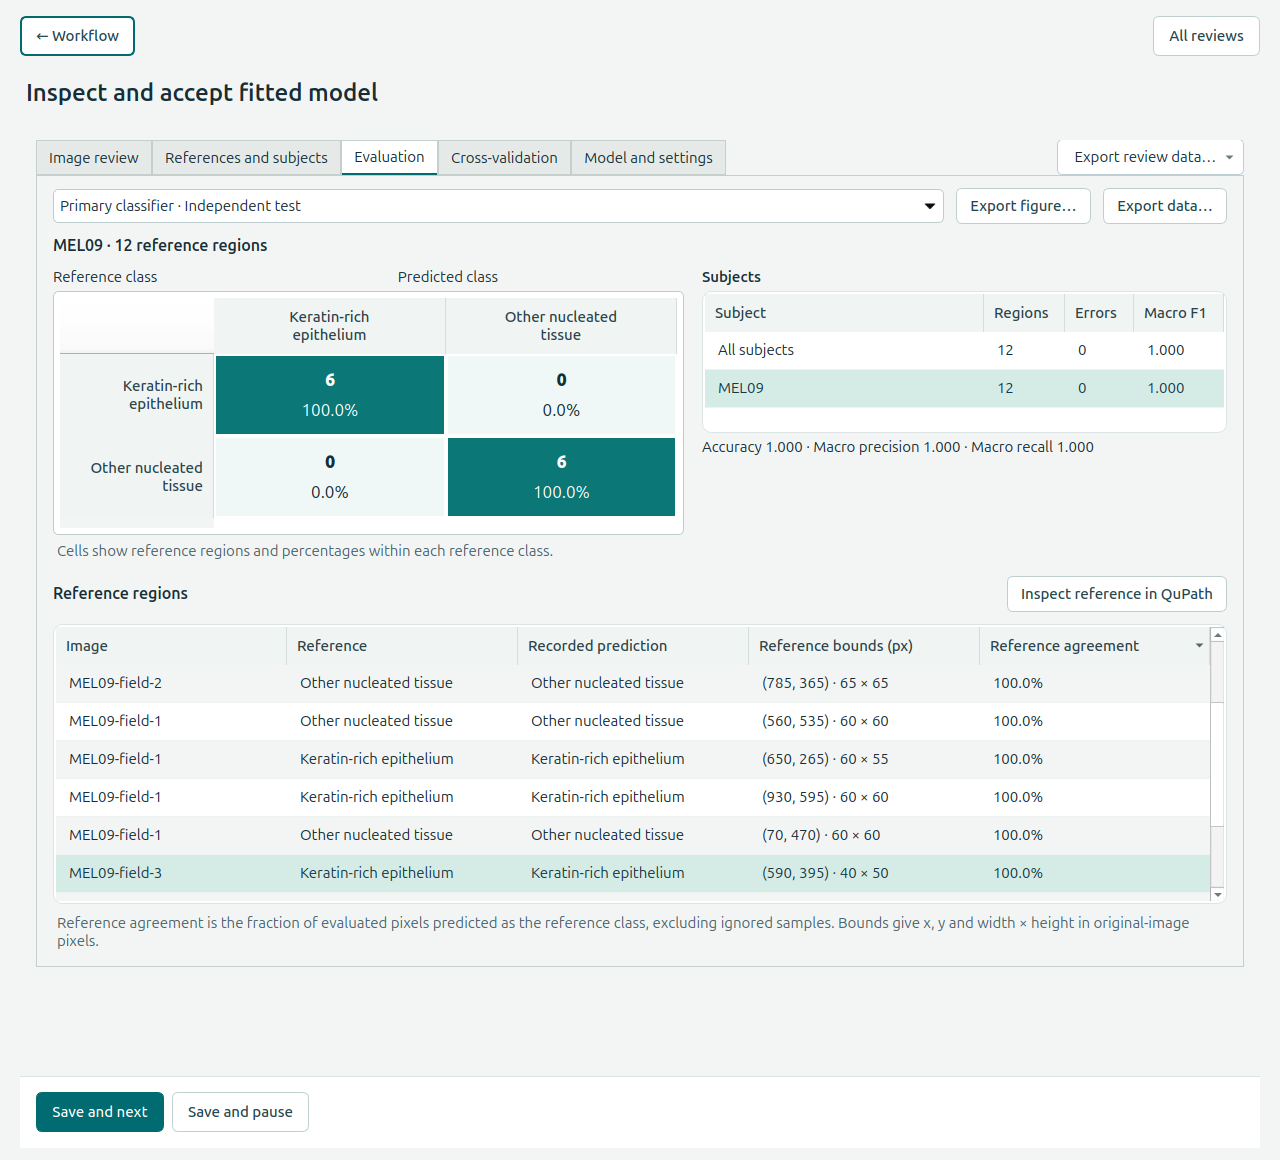 ← Workflow
All reviews
Inspect and accept fitted model
Image review
References and subjects
Evaluation
Cross-validation
Model and settings
Export review data...
Primary classifier · Independent test
Export figure...
Export data...
MEL09 · 12 reference regions
Reference class
Predicted class
Keratin-rich
epithelium
Other nucleated
tissue
Keratin-rich
epithelium
6
100.0%
0
0.0%
Other nucleated
tissue
0
0.0%
6
100.0%
Cells show reference regions and percentages within each reference class.
Subjects
Subject Regions Errors Macro F1
All subjects 12 0 1.000
MEL09 12 0 1.000
Accuracy 1.000 · Macro precision 1.000 · Macro recall 1.000
Reference regions
Inspect reference in QuPath
Image Reference Recorded prediction Reference bounds (px) Reference agreement
MEL09-field-2 Other nucleated tissue Other nucleated tissue (785, 365) · 65 × 65 100.0%
MEL09-field-1 Other nucleated tissue Other nucleated tissue (560, 535) · 60 × 60 100.0%
MEL09-field-1 Keratin-rich epithelium Keratin-rich epithelium (650, 265) · 60 × 55 100.0%
MEL09-field-1 Keratin-rich epithelium Keratin-rich epithelium (930, 595) · 60 × 60 100.0%
MEL09-field-1 Other nucleated tissue Other nucleated tissue (70, 470) · 60 × 60 100.0%
MEL09-field-3 Keratin-rich epithelium Keratin-rich epithelium (590, 395) · 40 × 50 100.0%
Reference agreement is the fraction of evaluated pixels predicted as the reference class, excluding ignored samples. Bounds give x, y and width × height in original-image
pixels.
Save and next
Save and pause